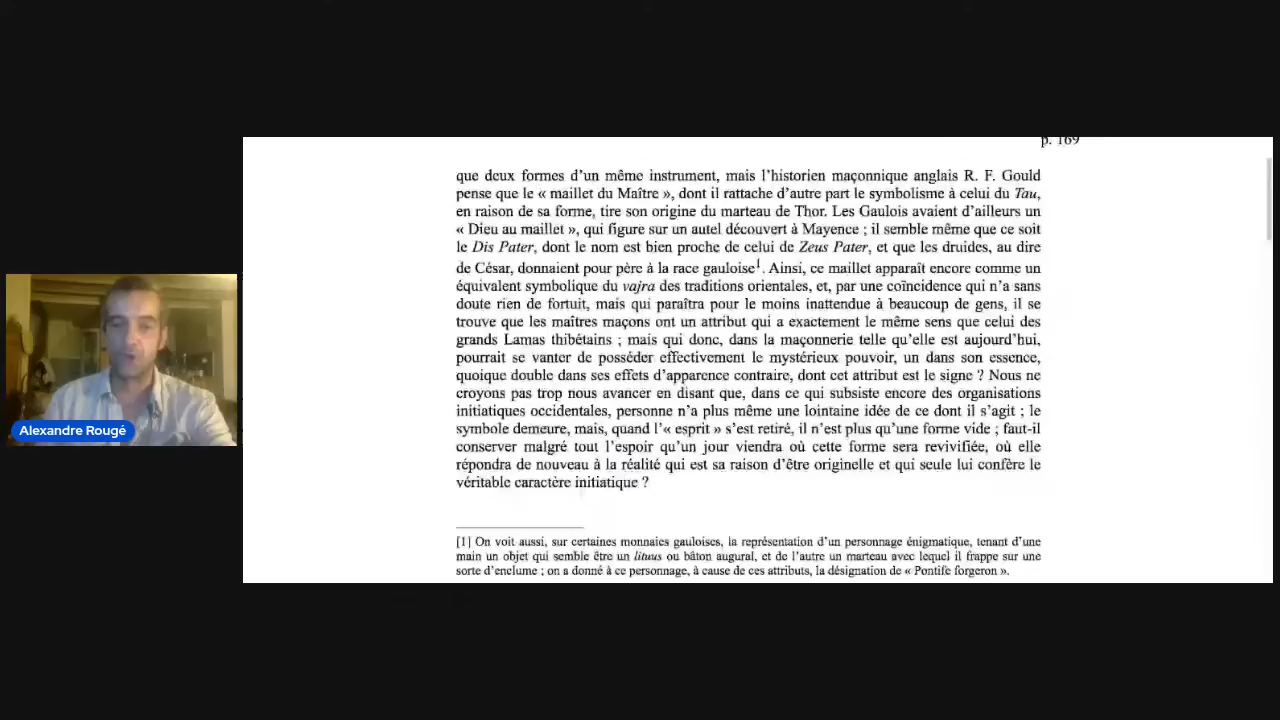 p. 169
que deux formes d’un même instrument, mais l’historien maçonnique anglais R. F. Gould
pense que le « maillet du Maître », dont il rattache d’autre part le symbolisme à celui du Tau,
en raison de sa forme, tire son origine du marteau de Thor. Les Gaulois avaient d’ailleurs un
« Dieu au maillet », qui figure sur un autel découvert à Mayence ; il semble même que ce soit
le Dis Pater, dont le nom est bien proche de celui de Zeus Pater, et que les druides, au dire
de César, donnaient pour père à la race gauloise1. Ainsi, ce maillet apparaît encore comme un
équivalent symbolique du vajra des traditions orientales, et, par une coïncidence qui n’a sans
doute rien de fortuit, mais qui paraîtra pour le moins inattendue à beaucoup de gens, il se
trouve que les maîtres maçons ont un attribut qui a exactement le même sens que celui des
grands Lamas thibétains ; mais qui donc, dans la maçonnerie telle qu’elle est aujourd’hui,
pourrait se vanter de posséder effectivement le mystérieux pouvoir, un dans son essence,
quoique double dans ses effets d’apparence contraire, dont cet attribut est le signe ? Nous ne
croyons pas trop nous avancer en disant que, dans ce qui subsiste encore des organisations
initiatiques occidentales, personne n’a plus même une lointaine idée de ce dont il s’agit ; le
symbole demeure, mais, quand l’« esprit » s’est retiré, il n’est plus qu’une forme vide ; faut-il
conserver malgré tout l’espoir qu’un jour viendra où cette forme sera revivifiée, où elle
répondra de nouveau à la réalité qui est sa raison d’être originelle et qui seule lui confère le
véritable caractère initiatique ?
[1] On voit aussi, sur certaines monnaies gauloises, la représentation d’un personnage énigmatique, tenant d’une
main un objet qui semble être un lituus ou bâton augural, et de l’autre un marteau avec lequel il frappe sur une
sorte d’enclume ; on a donné à ce personnage, à cause de ces attributs, la désignation de « Pontife forgeron ».
Alexandre Rougé